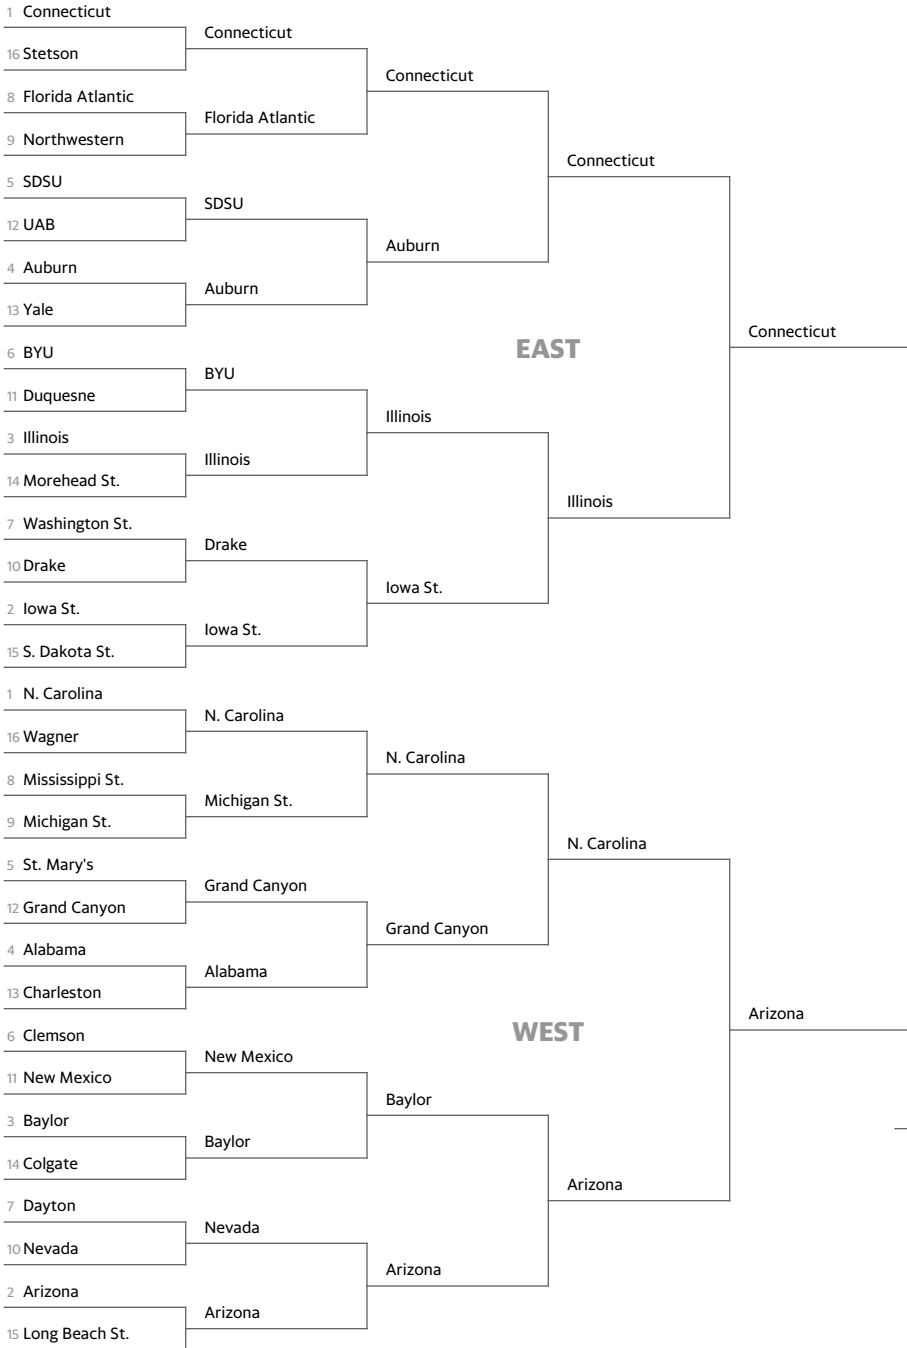 1 Connecticut
16 Stetson
8 Florida Atlantic
9 Northwestern
5 SDSU
12 UAB
4 Auburn
13 Yale
6 BYU
11 Duquesne
3 Illinois
14 Morehead St.
7 Washington St.
10 Drake
2 Iowa St.
15 S. Dakota St.
Connecticut
Florida Atlantic
SDSU
Auburn
BYU
Illinois
Drake
Iowa St.
Connecticut
Auburn
Illinois
Iowa St.
Connecticut
Illinois
EAST
Connecticut
1 N. Carolina
16 Wagner
8 Mississippi St.
9 Michigan St.
5 St. Mary's
12 Grand Canyon
4 Alabama
13 Charleston
6 Clemson
11 New Mexico
3 Baylor
14 Colgate
7 Dayton
10 Nevada
2 Arizona
15 Long Beach St.
N. Carolina
Michigan St.
Grand Canyon
Alabama
New Mexico
Baylor
Nevada
Arizona
N. Carolina
Grand Canyon
Baylor
Arizona
N. Carolina
Arizona
WEST
Arizona